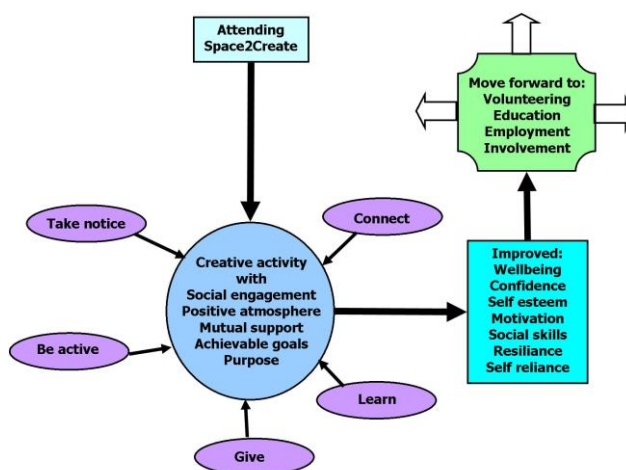 Attending
Space2Create
Move forward to:
Volunteering
Education
Employment
Involvement
Take notice
Connect
Creative activity
with
Social engagement
Positive atmosphere
Mutual support
Achievable goals
Purpose
Improved:
Wellbeing
Confidence
Self esteem
Motivation
Social skills
Resiliance
Self reliance
Be active
Learn
Give